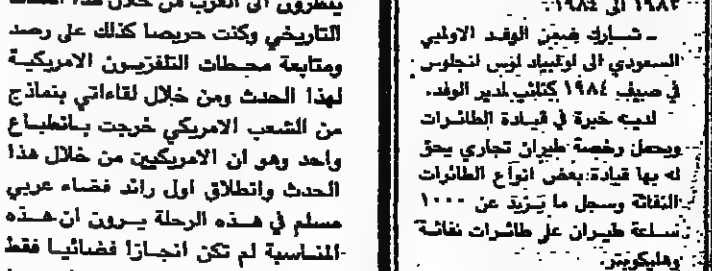 ١٩٨٢ الى ١٩٨٤.
ـ شارك ضمن الوفد الاولمبي
السعودي الى اولمبياد لوس انجلوس
في صيف ١٩٨٤ كنائب لمدير الوفد.
لديه خبرة في قيادة الطائرات
ويحمل رخصة طيران تجاري يحق
له بها قيادة بعض انواع الطائرات
النفاثة وسجل ما يزيد عن ١٠٠٠
ساعة طيران على طائرات نفاثة
وهليكوبتر.
ينظرون الى العرب من خلال هذا
التاريخي وكنت حريصا كذلك على رصد
ومتابعة محطات التلفزيون الامريكية
لهذا الحدث ومن خلال لقاءاتي بنماذج
من الشعب الامريكي خرجت بانطباع
واحد وهو ان الامريكيين من خلال هذا
الحدث وانطلاق اول رائد فضاء عربي
مسلم في هذه الرحلة يرون ان هذه
المناسبة لم تكن انجازا فضائيا فقط